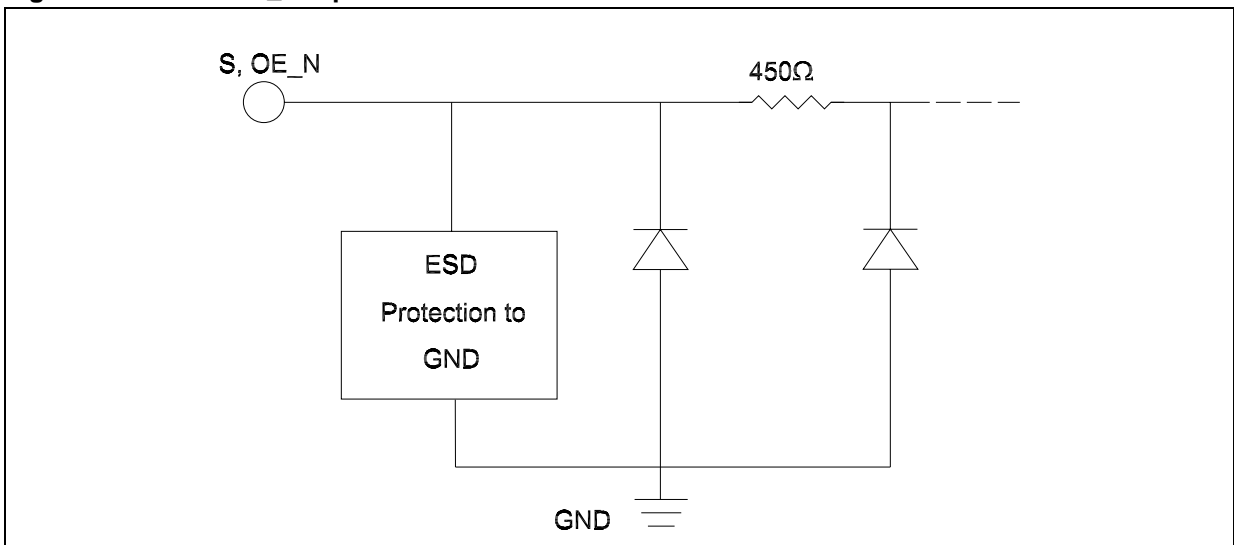 S, OE_N
450Ω
ESD
Protection to
GND
GND